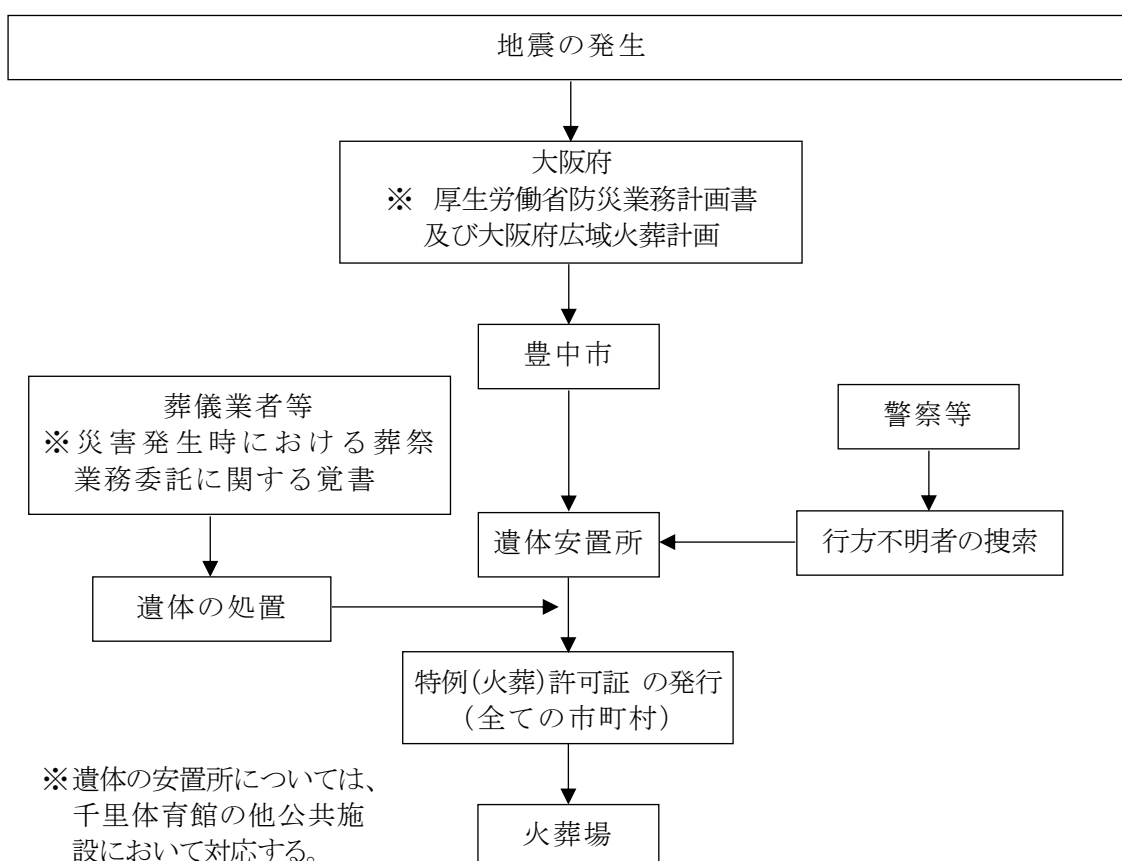 地震の発生
大阪府
※ 厚生労働省防災業務計画書
及び大阪府広域火葬計画
豊中市
葬儀業者等
※災害発生時における葬祭
業務委託に関する覚書
警察等
遺体安置所
行方不明者の捜索
遺体の処置
特例(火葬)許可証 の発行
(全ての市町村)
※遺体の安置所については、
千里体育館の他公共施
設において対応する。
火葬場